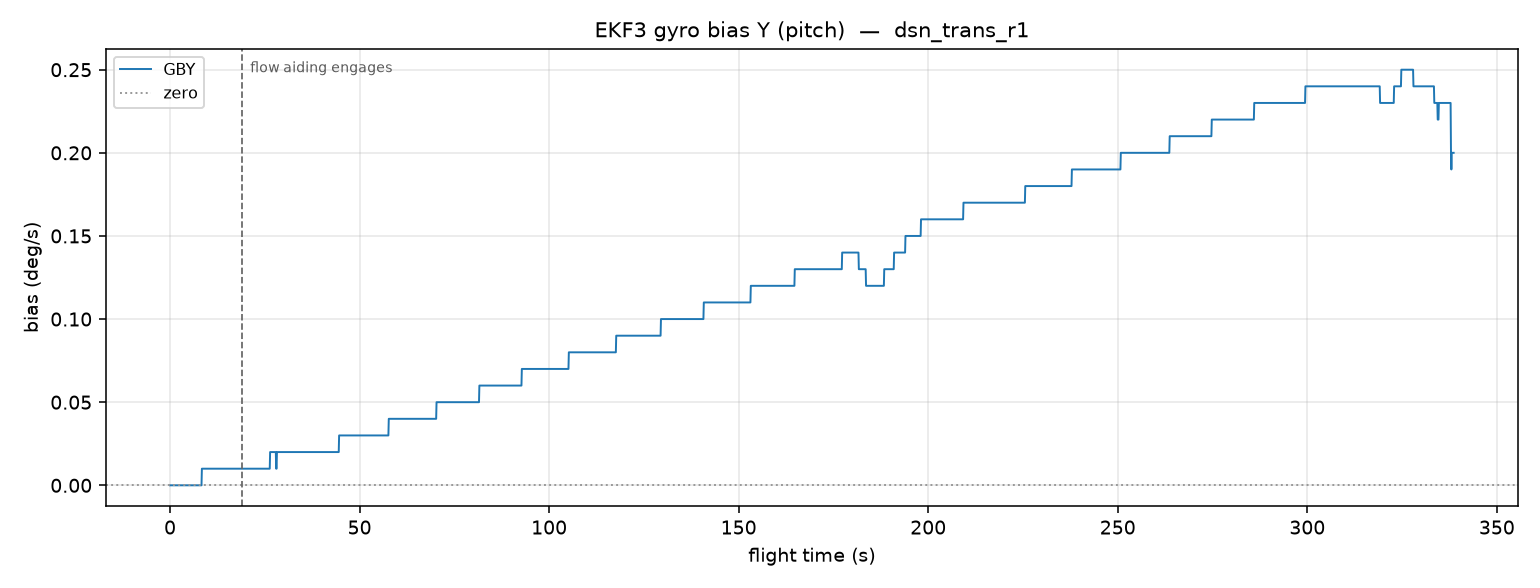 EKF3 gyro bias Y (pitch) — dsn_trans_r1
GBY
zero
flow aiding engages
0.25
0.20
0.15
0.10
0.05
0.00
bias (deg/s)
0 50 100 150 200 250 300 350
flight time (s)